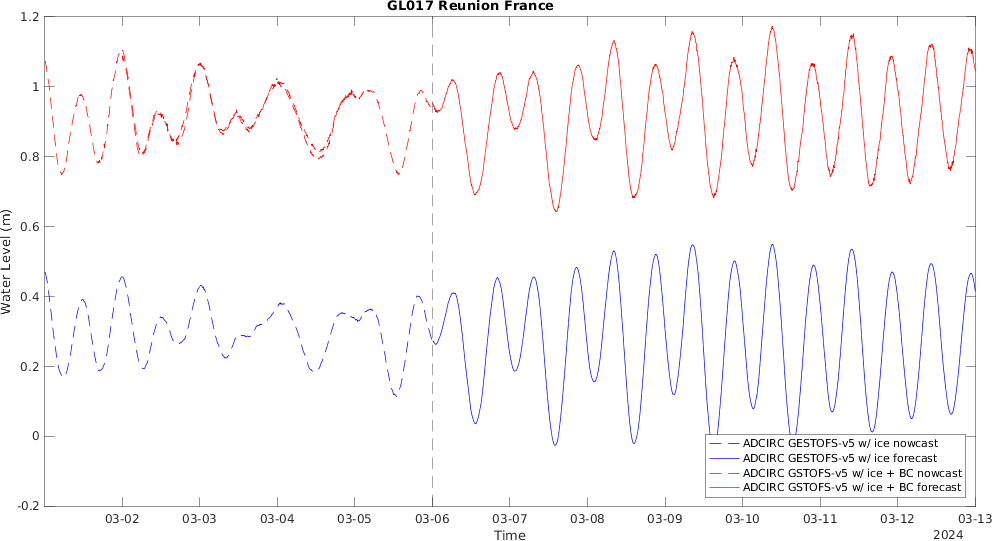 GL017 Reunion France
1.2
1
0.8
0.6
0.4
0.2
0
-0.2
Water Level (m)
ADCIRC GESTOFS-v5 w/ ice nowcast
ADCIRC GESTOFS-v5 w/ ice forecast
ADCIRC GSTOFS-v5 w/ ice + BC nowcast
ADCIRC GSTOFS-v5 w/ ice + BC forecast
03-02 03-03 03-04 03-05 03-06 03-07 03-08 03-09 03-10 03-11 03-12 03-13
Time
2024